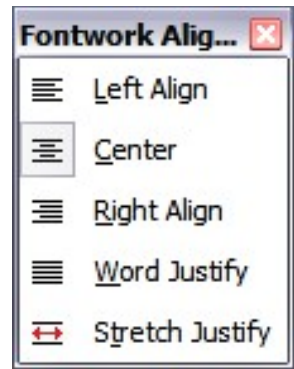 Fontwork Alig...
Left Align
Center
Right Align
Word Justify
Stretch Justify